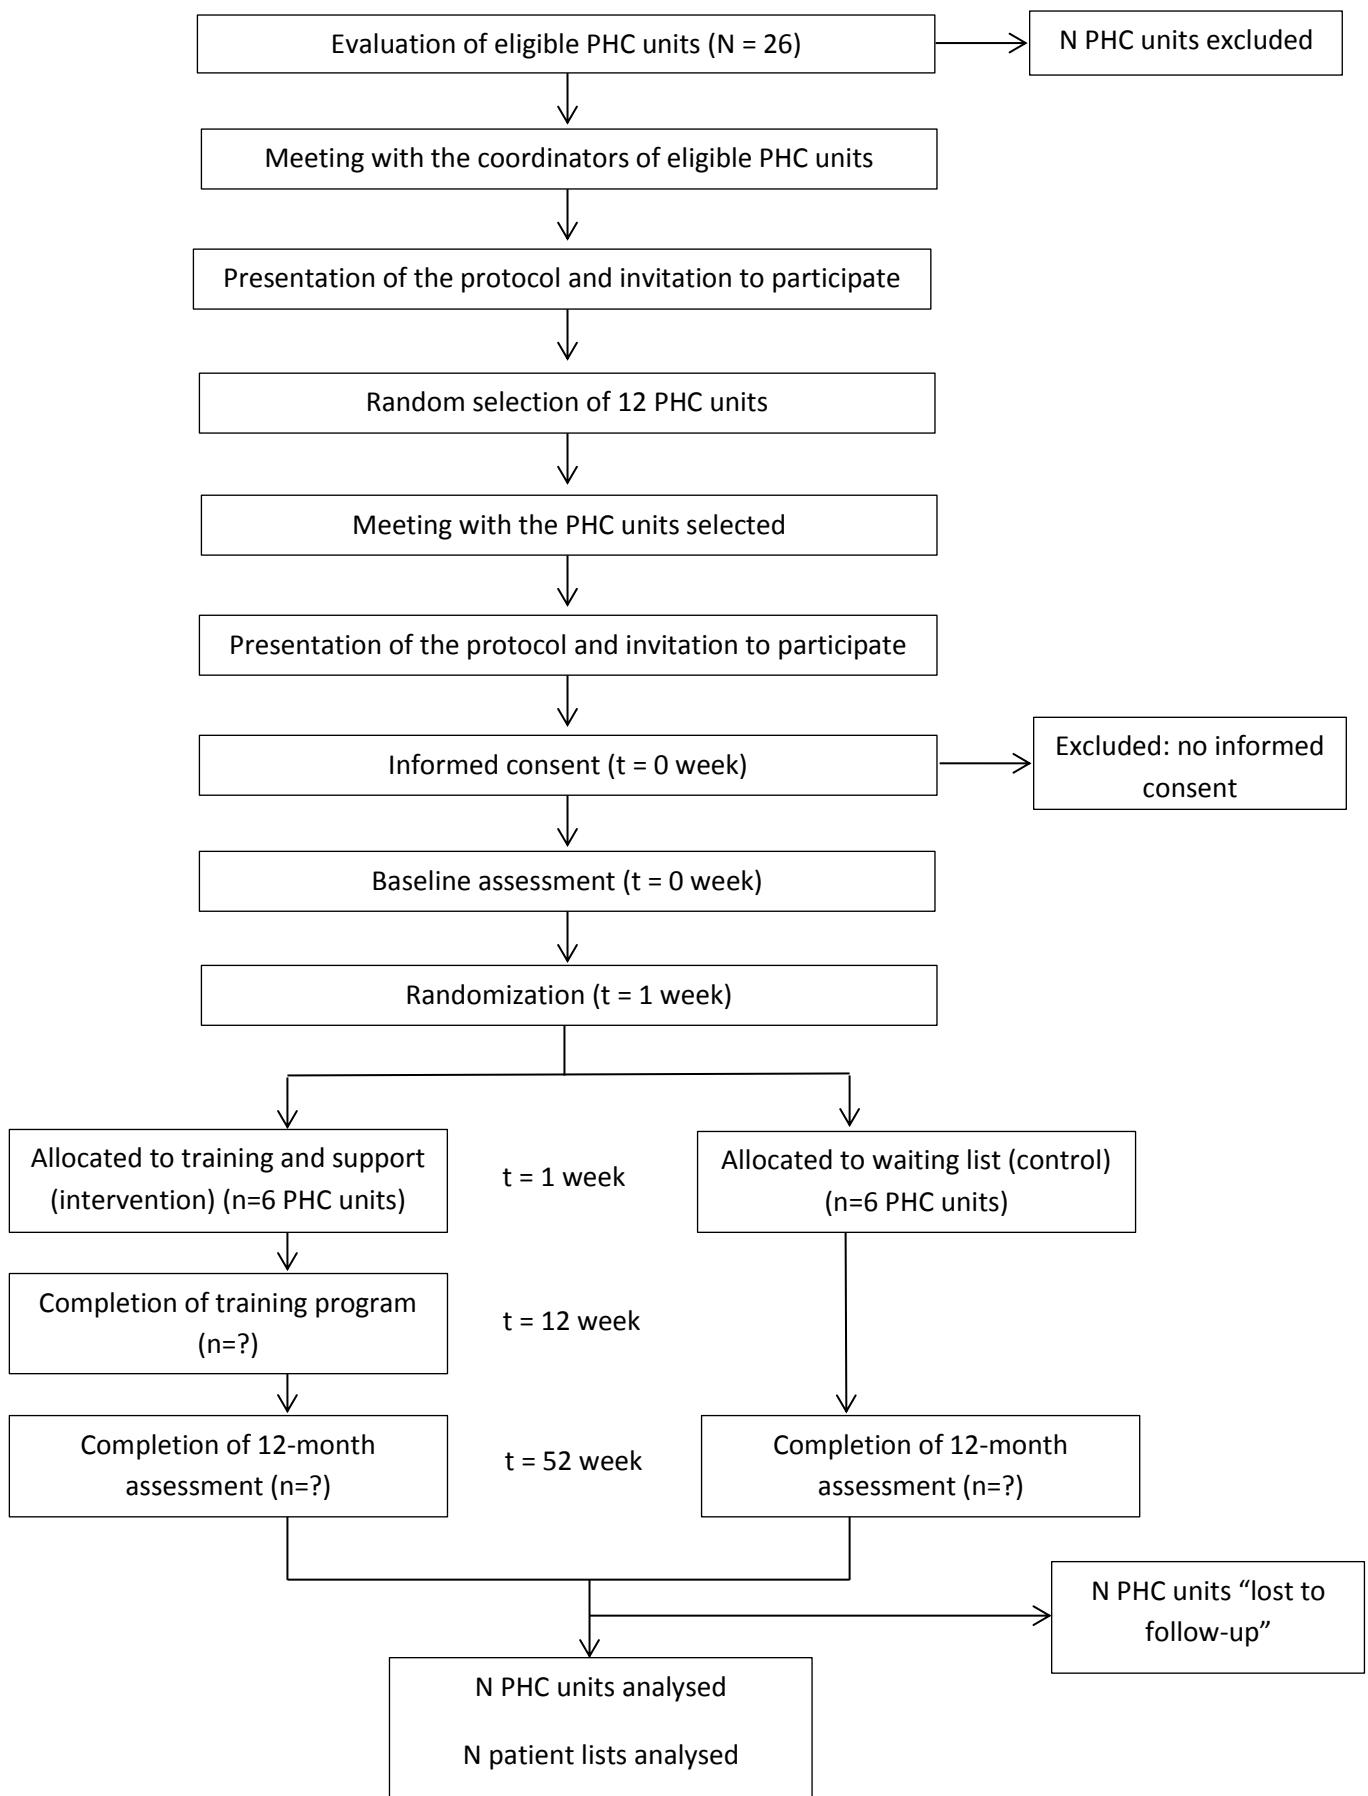 Evaluation of eligible PHC units (N = 26)
N PHC units excluded
Meeting with the coordinators of eligible PHC units
Presentation of the protocol and invitation to participate
Random selection of 12 PHC units
Meeting with the PHC units selected
Presentation of the protocol and invitation to participate
Informed consent (t = 0 week)
Excluded: no informed
consent
Baseline assessment (t = 0 week)
Randomization (t = 1 week)
Allocated to training and support
(intervention) (n=6 PHC units)
t = 1 week
Allocated to waiting list (control)
(n=6 PHC units)
Completion of training program
(n=?)
t = 12 week
Completion of 12-month
assessment (n=?)
t = 52 week
Completion of 12-month
assessment (n=?)
N PHC units “lost to
follow-up”
N PHC units analysed
N patient lists analysed